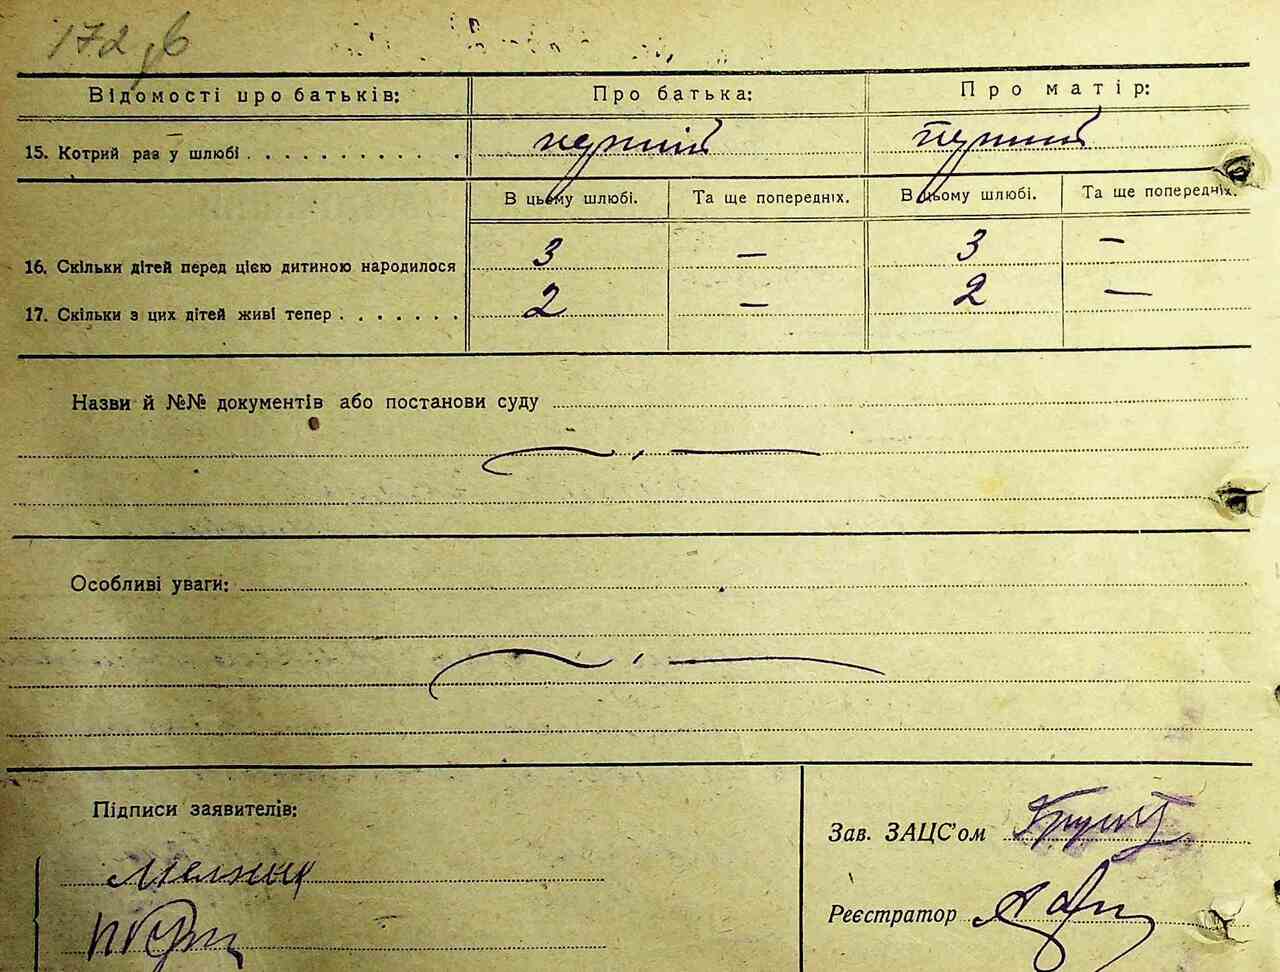 172 зв
Відомості про батьків: Про батька: Про матір:
15. Котрий раз у шлюбі . . . . . . . . . . . перший перший
В цьому шлюбі. Та ще попередніх. В цьому шлюбі. Та ще попередніх.
16. Скільки дітей перед цією дитиною народилося 3 — 3 —
17. Скільки з цих дітей живі тепер . . . . . . . 2 — 2 —
Назви й №№ документів або постанови суду
Особливі уваги:
Підписи заявителів:
Зав. ЗАЦС'ом
Мельник
Реєстратор